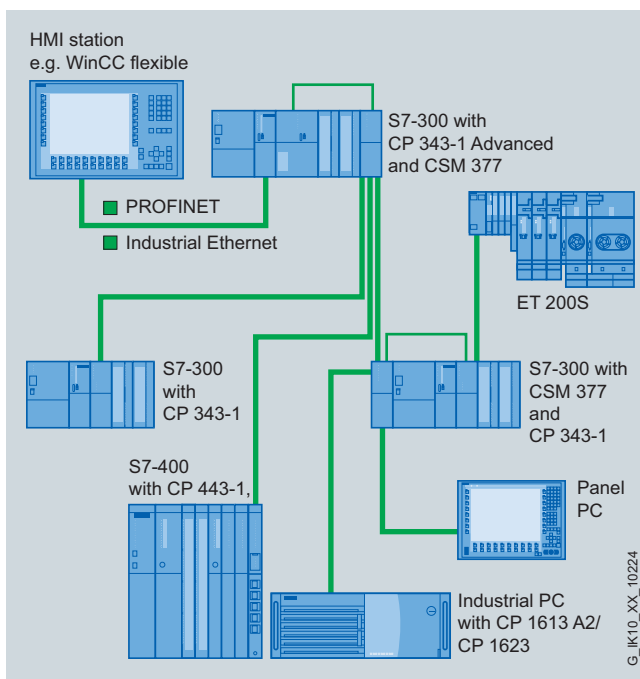 HMI station
e.g. WinCC flexible
S7-300 with
CP 343-1 Advanced
and CSM 377
PROFINET
Industrial Ethernet
ET 200S
S7-300
with
CP 343-1
S7-300 with
CSM 377
and
CP 343-1
S7-400
with CP 443-1,
Panel
PC
Industrial PC
with CP 1613 A2/
CP 1623
G_IK10_XX_10224